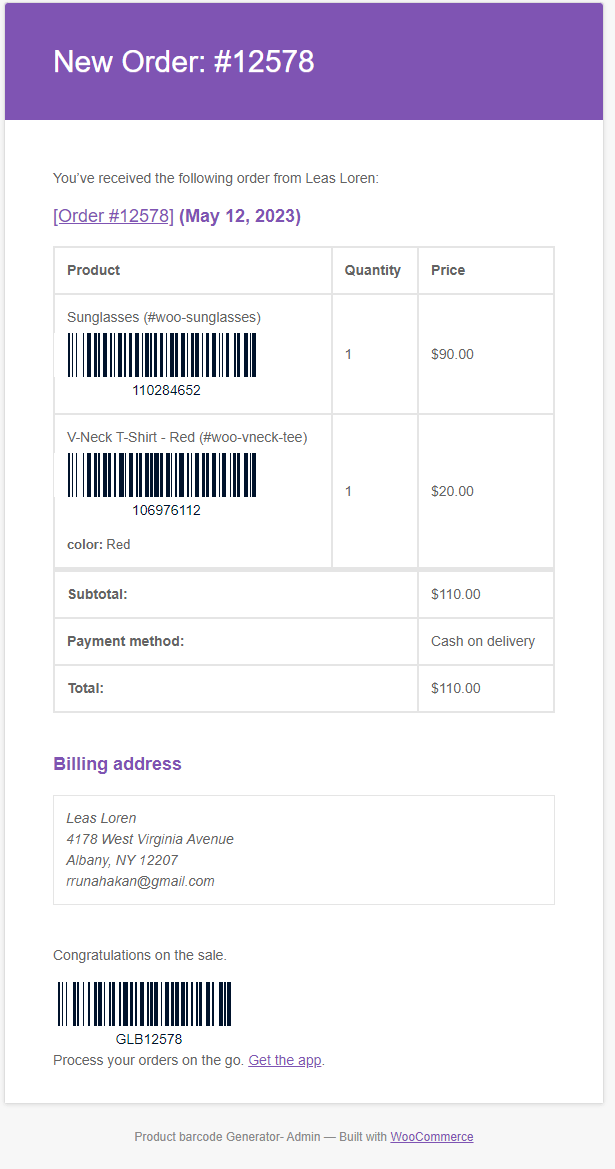 New Order: #12578
You've received the following order from Leas Loren:
[Order #12578] (May 12, 2023)
Product Quantity Price
Sunglasses (#woo-sunglasses)
1 $90.00
110284652
V-Neck T-Shirt - Red (#woo-vneck-tee)
1 $20.00
106976112
color: Red
Subtotal: $110.00
Payment method: Cash on delivery
Total: $110.00
Billing address
Leas Loren
4178 West Virginia Avenue
Albany, NY 12207
rrunahakan@gmail.com
Congratulations on the sale.
GLB12578
Process your orders on the go. Get the app.
Product barcode Generator- Admin — Built with WooCommerce